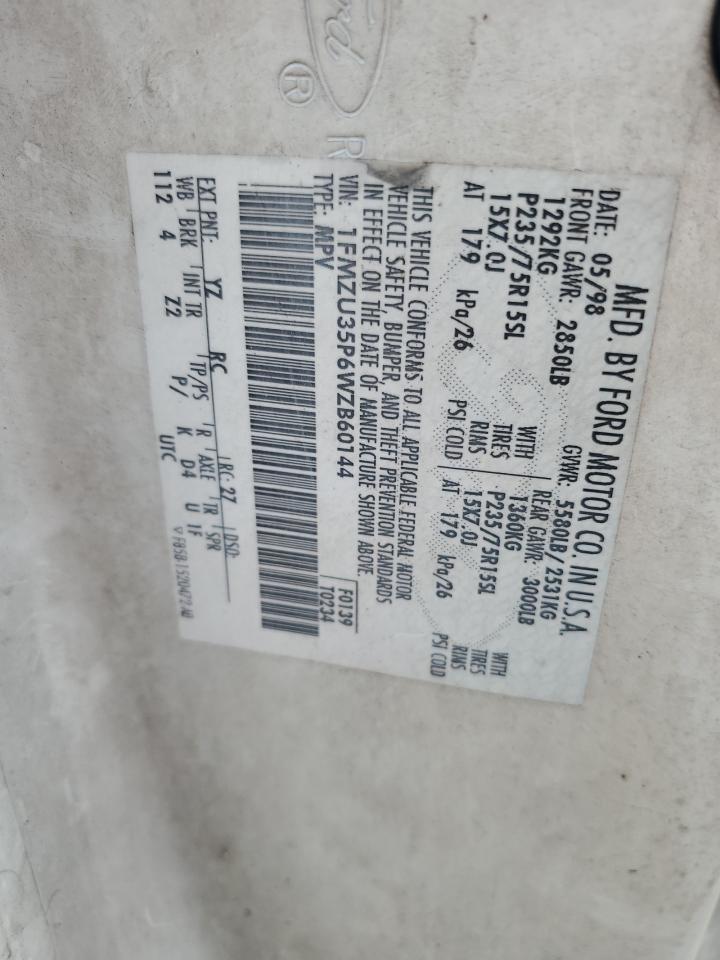 Ford
®
R
MFD. BY FORD MOTOR CO. IN U.S.A.
DATE: 05/98 GVWR: 5580LB/2531KG
FRONT GAWR: 2850LB REAR GAWR: 3000LB
1292KG WITH 1360KG WITH
P235/75R15SL TIRES P235/75R15SL TIRES
15X7.0J RIMS 15X7.0J RIMS
AT 179 kPa/26 PSI COLD AT 179 kPa/26 PSI COLD
THIS VEHICLE CONFORMS TO ALL APPLICABLE FEDERAL MOTOR
VEHICLE SAFETY, BUMPER, AND THEFT PREVENTION STANDARDS
IN EFFECT ON THE DATE OF MANUFACTURE SHOWN ABOVE.
VIN: 1FMZU35P6WZB60144 F0139
TYPE: MPV T0234
EXT PNT: YZ RC RC: 27 DSO:
WB BRK INT TR TP/PS R AXLE TR SPR
112 4 Z2 P/ K D4 U IF
UTC